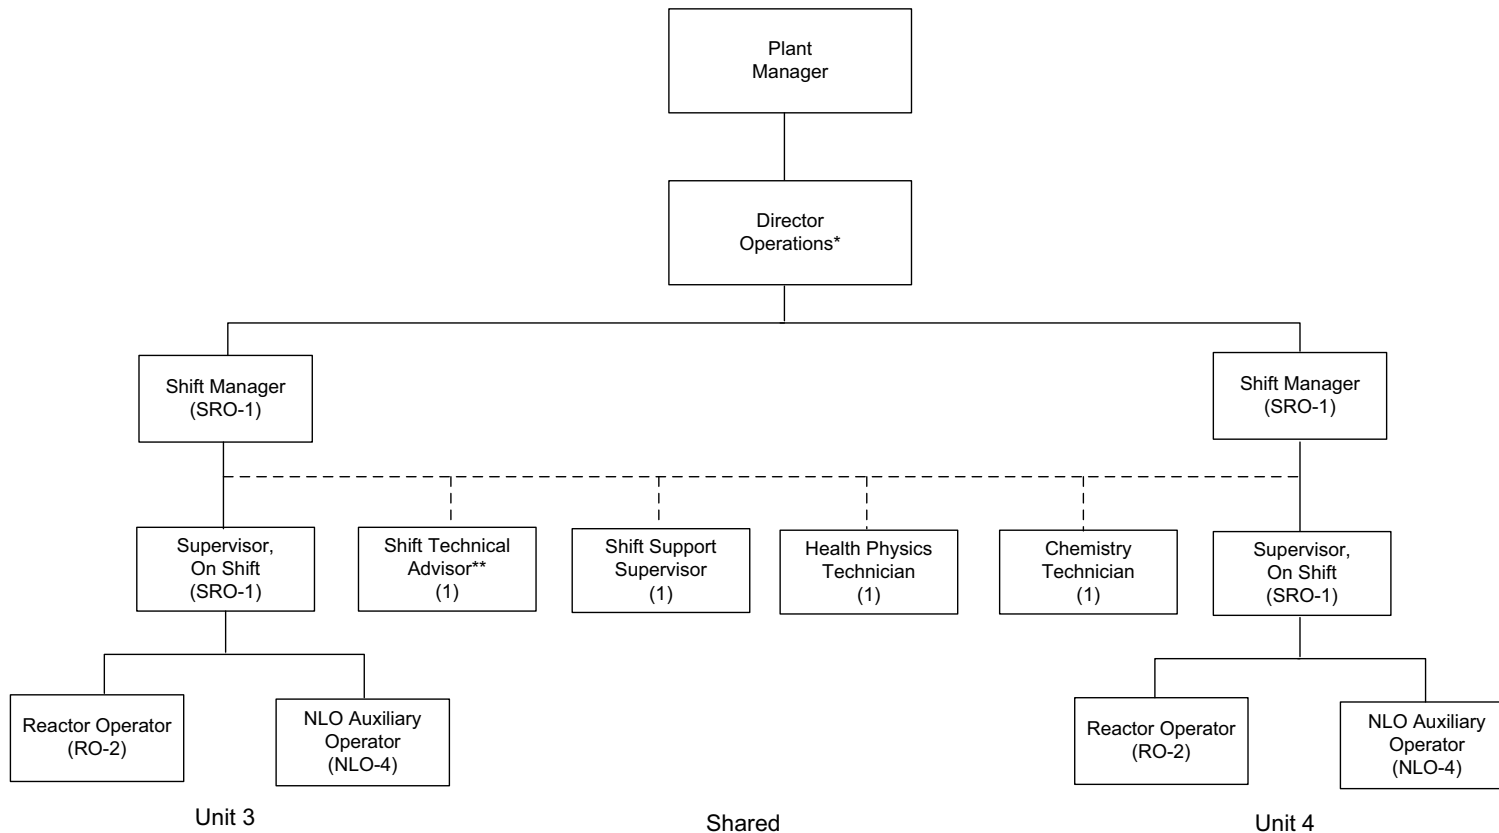 Plant
Manager
Director
Operations*
Shift Manager
(SRO-1)
Shift Manager
(SRO-1)
Supervisor,
On Shift
(SRO-1)
Shift Technical
Advisor**
(1)
Shift Support
Supervisor
(1)
Health Physics
Technician
(1)
Chemistry
Technician
(1)
Supervisor,
On Shift
(SRO-1)
Reactor Operator
(RO-2)
NLO Auxiliary
Operator
(NLO-4)
Reactor Operator
(RO-2)
NLO Auxiliary
Operator
(NLO-4)
Unit 3
Shared
Unit 4